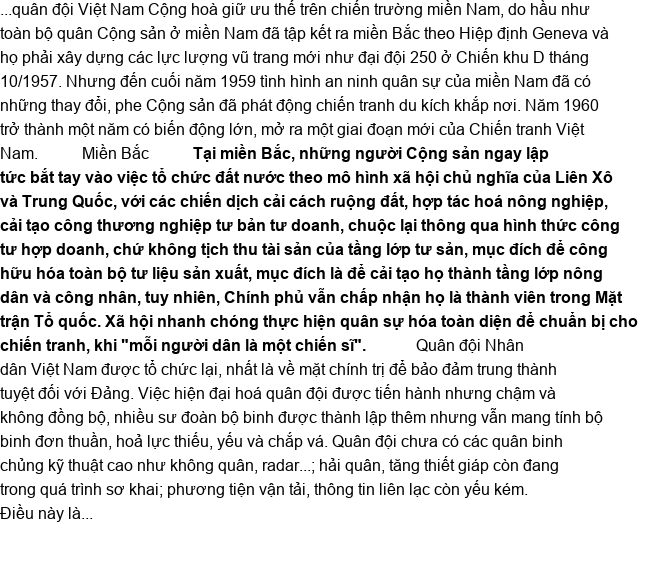 ...quân đội Việt Nam Cộng hoà giữ ưu thế trên chiến trường miền Nam, do hầu như
toàn bộ quân Cộng sản ở miền Nam đã tập kết ra miền Bắc theo Hiệp định Geneva và
họ phải xây dựng các lực lượng vũ trang mới như đại đội 250 ở Chiến khu D tháng
10/1957. Nhưng đến cuối năm 1959 tình hình an ninh quân sự của miền Nam đã có
những thay đổi, phe Cộng sản đã phát động chiến tranh du kích khắp nơi. Năm 1960
trở thành một năm có biến động lớn, mở ra một giai đoạn mới của Chiến tranh Việt
Nam. Miền Bắc Tại miền Bắc, những người Cộng sản ngay lập
tức bắt tay vào việc tổ chức đất nước theo mô hình xã hội chủ nghĩa của Liên Xô
và Trung Quốc, với các chiến dịch cải cách ruộng đất, hợp tác hoá nông nghiệp,
cải tạo công thương nghiệp tư bản tư doanh, chuộc lại thông qua hình thức công
tư hợp doanh, chứ không tịch thu tài sản của tầng lớp tư sản, mục đích để công
hữu hóa toàn bộ tư liệu sản xuất, mục đích là để cải tạo họ thành tầng lớp nông
dân và công nhân, tuy nhiên, Chính phủ vẫn chấp nhận họ là thành viên trong Mặt
trận Tổ quốc. Xã hội nhanh chóng thực hiện quân sự hóa toàn diện để chuẩn bị cho
chiến tranh, khi "mỗi người dân là một chiến sĩ". Quân đội Nhân
dân Việt Nam được tổ chức lại, nhất là về mặt chính trị để bảo đảm trung thành
tuyệt đối với Đảng. Việc hiện đại hoá quân đội được tiến hành nhưng chậm và
không đồng bộ, nhiều sư đoàn bộ binh được thành lập thêm nhưng vẫn mang tính bộ
binh đơn thuần, hoả lực thiếu, yếu và chắp vá. Quân đội chưa có các quân binh
chủng kỹ thuật cao như không quân, radar...; hải quân, tăng thiết giáp còn đang
trong quá trình sơ khai; phương tiện vận tải, thông tin liên lạc còn yếu kém.
Điều này là...